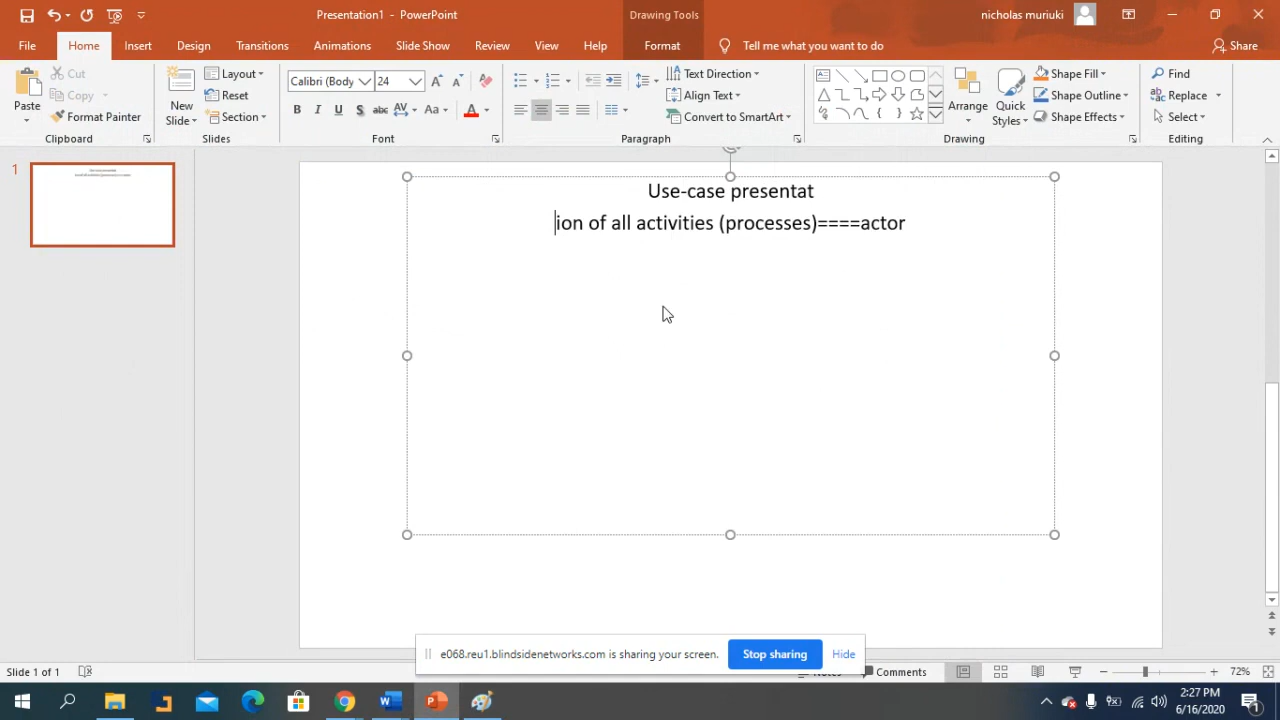 Presentation1 - PowerPoint
Drawing Tools
nicholas muriuki
File Home Insert Design Transitions Animations Slide Show Review View Help Format Tell me what you want to do Share
Paste
Cut
Copy
Format Painter
Clipboard
New Slide
Layout
Reset
Section
Slides
Calibri (Body 24
B I U S abc AV Aa A
Font
Text Direction
Align Text
Convert to SmartArt
Paragraph
Arrange
Quick Styles
Shape Fill
Shape Outline
Shape Effects
Drawing
Find
Replace
Select
Editing
1
Use-case presentat
ion of all activities (processes)====actor
e068.reu1.blindsidenetworks.com is sharing your screen. Stop sharing Hide
Slide 1 of 1
Comments
72%
2:27 PM
6/16/2020
1